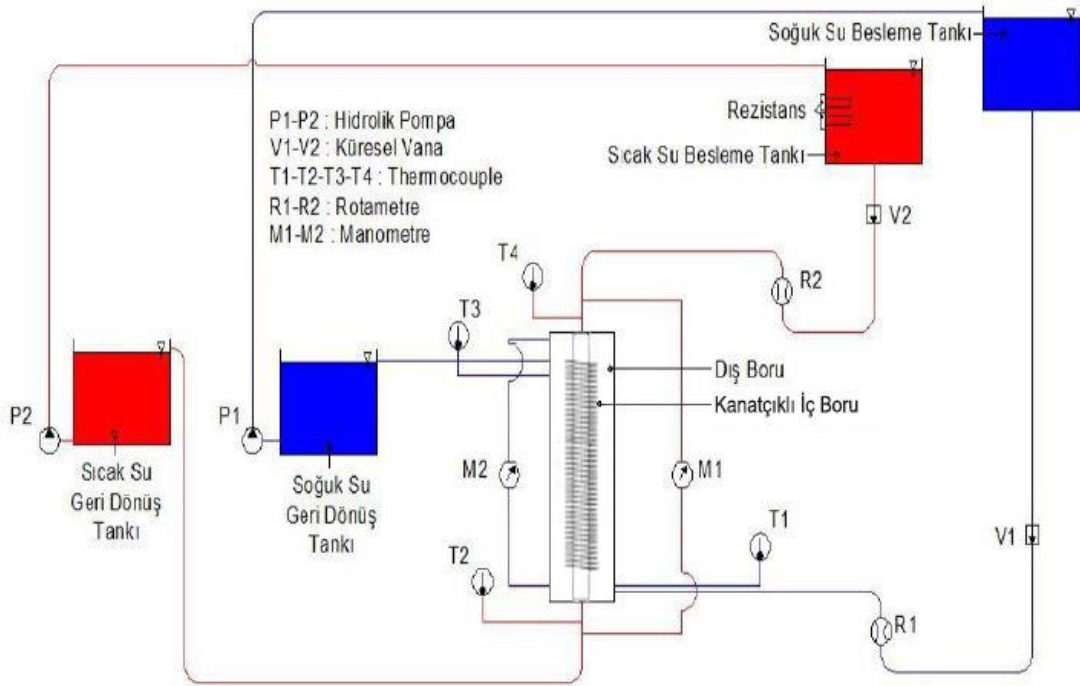 Soğuk Su Besleme Tankı
Rezistans
Sıcak Su Besleme Tankı
P1-P2 : Hidrolik Pompa
V1-V2 : Küresel Vana
T1-T2-T3-T4 : Thermocouple
R1-R2 : Rotametre
M1-M2 : Manometre
V2
T4
R2
T3
Dış Boru
Kanatçıklı İç Boru
P2
P1
Sıcak Su
Geri Dönüş
Tankı
Soğuk Su
Geri Dönüş
Tankı
M2
M1
T1
V1
T2
R1